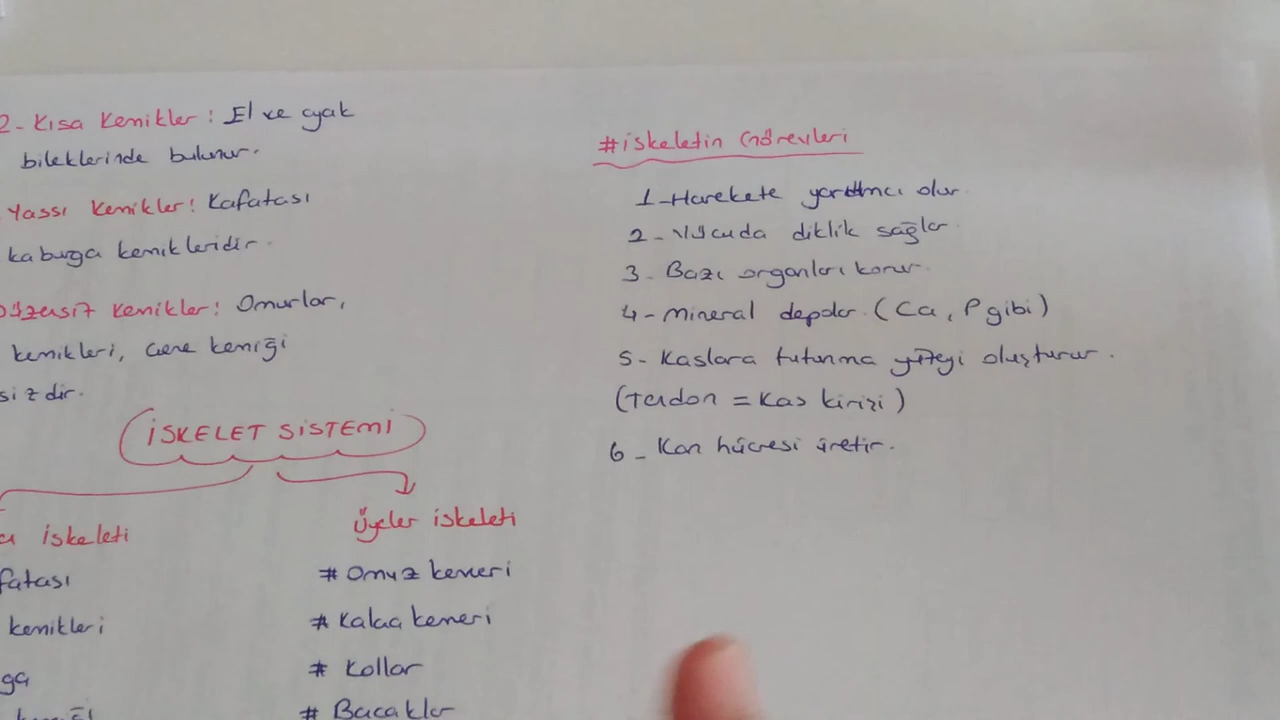 2- Kısa Kemikler: El ve ayak
bileklerinde bulunur.
Yassı Kemikler: Kafatası
kaburga kemikleridir.
Düzensiz Kemikler: Omurlar,
kemikleri, çene kemiği
sizdir.
İSKELET SİSTEMİ
iskeleti
fatası
kemikleri
ga
Üyeler iskeleti
# Omuz kemeri
# Kalça kemeri
# Kollar
# Bacaklar
#iskeletin Görevleri
1-Harekete yardımcı olur.
2- Vücuda diklik sağlar.
3- Bazı organları korur.
4- Mineral depolar. (Ca, P gibi)
5- Kaslara tutunma yüzeyi oluşturur.
(Tendon = Kas kirişi)
6- Kan hücresi üretir.